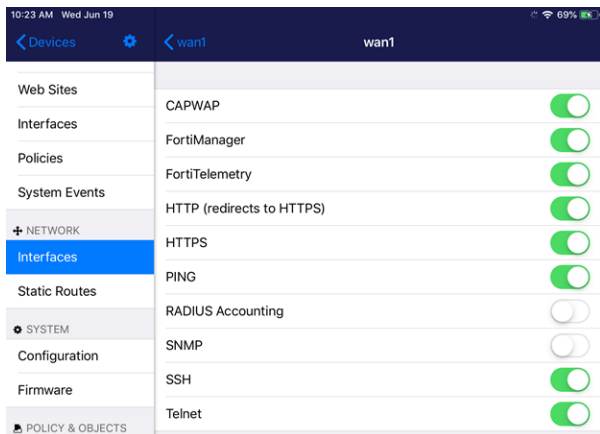 10:23 AM Wed Jun 19
69%
Devices
wan1
wan1
Web Sites
Interfaces
Policies
System Events
NETWORK
Interfaces
Static Routes
SYSTEM
Configuration
Firmware
POLICY & OBJECTS
CAPWAP
FortiManager
FortiTelemetry
HTTP (redirects to HTTPS)
HTTPS
PING
RADIUS Accounting
SNMP
SSH
Telnet